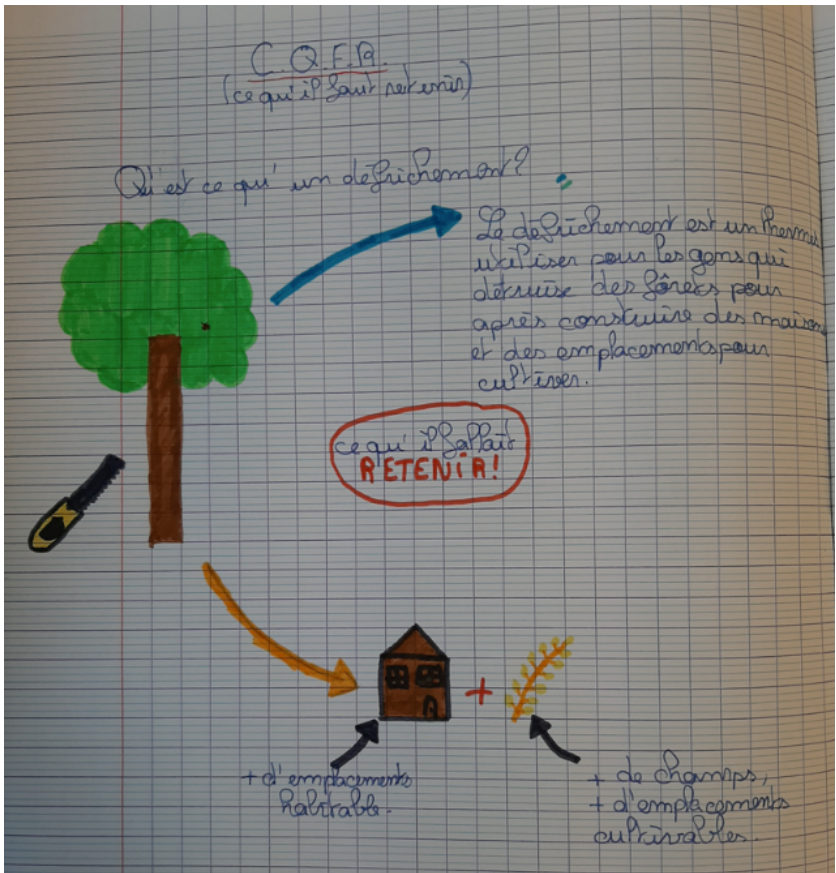 C.Q.F.R.
(ce qu'il faut retenir)
Qu'est ce qu'un défrichement?
Le défrichement est un thermes
utiliser pour les gens qui
détruise des fôrets pour
après construire des maisons
et des emplacements pour
cultiver.
ce qu'il fallait
RETENIR!
+
+ d'emplacements
habitable.
+ de champs,
+ d'emplacements
cultivables.